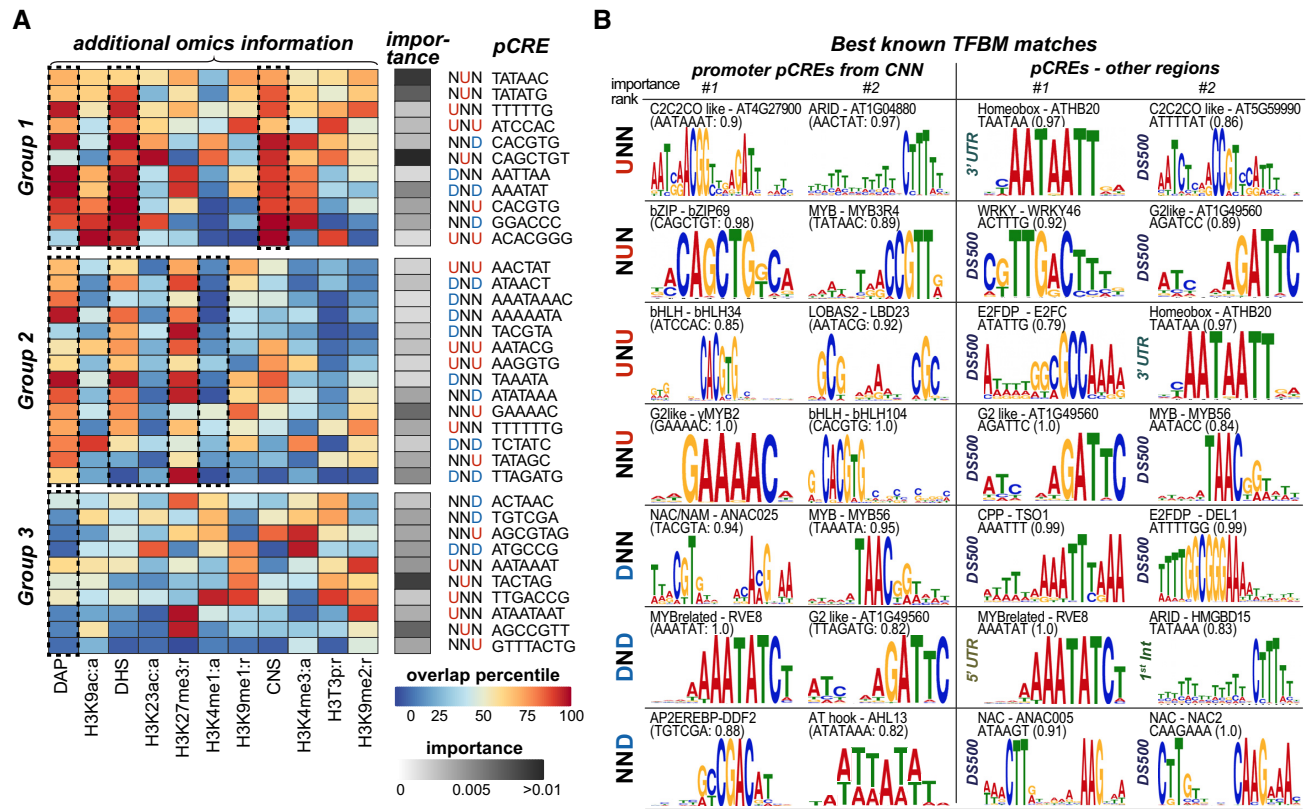 A
additional omics information
impor-
tance
pCRE
Group 1
NUN TATAAC
NUN TATATG
UNN TTTTTG
UNU ATCCAC
NND CACGTG
NUN CAGCTGT
DNN AATTAA
DND AAATAT
NNU CACGTG
NND GGACCC
UNU ACACGGG
Group 2
UNU AACTAT
DND ATAACT
DNN AAATAAAC
DNN AAAAATA
DNN TACGTA
UNU AATACG
UNU AAGGTG
DNN TAAATA
DND ATATAAA
NNU GAAAAC
UNN TTTTTTG
DND TCTATC
NNU TATAGC
DND TTAGATG
Group 3
NND ACTAAC
NND TGTCGA
NNU AGCGTAG
DND ATGCCG
UNN AATAAAT
NUN TACTAG
UNN TTGACCG
UNN ATAATAAT
NUN AGCCGTT
NNU GTTTACTG
DAP
H3K9ac:a
DHS
H3K23ac:a
H3K27me3:r
H3K4me1:a
H3K9me1:r
CNS
H3K4me3:a
H3T3p:r
H3K9me2:r
overlap percentile
0 25 50 75 100
importance
0 0.005 >0.01
B
Best known TFBM matches
promoter pCREs from CNN
pCREs - other regions
importance
rank
#1 #2 #1 #2
UNN
C2C2CO like - AT4G27900
(AATAAAT: 0.9)
ARID - AT1G04880
(AACTAT: 0.97)
3' UTR
Homeobox - ATHB20
TAATAA (0.97)
DS500
C2C2CO like - AT5G59990
ATTTTAT (0.86)
NUN
bZIP - bZIP69
(CAGCTGT: 0.98)
MYB - MYB3R4
(TATAAC: 0.89)
DS500
WRKY - WRKY46
ACTTTG (0.92)
DS500
G2like - AT1G49560
AGATCC (0.89)
UNU
bHLH - bHLH34
(ATCCAC: 0.85)
LOBAS2 - LBD23
(AATACG: 0.92)
DS500
E2FDP - E2FC
ATATTG (0.79)
3' UTR
Homeobox - ATHB20
TAATAA (0.97)
NNU
G2like - γMYB2
(GAAAAC: 1.0)
bHLH - bHLH104
(CACGTG: 1.0)
DS500
G2 like - AT1G49560
AGATTC (1.0)
DS500
MYB - MYB56
AATACC (0.84)
DNN
NAC/NAM - ANAC025
(TACGTA: 0.94)
MYB - MYB56
(TAAATA: 0.95)
DS500
CPP - TSO1
AAATTT (0.99)
DS500
E2FDP - DEL1
ATTTTGG (0.99)
DND
MYBrelated - RVE8
(AAATAT: 1.0)
G2 like - AT1G49560
(TTAGATG: 0.82)
5' UTR
MYBrelated - RVE8
AAATAT (1.0)
1st Int
ARID - HMGBD15
TATAAA (0.83)
NND
AP2EREBP-DDF2
(TGTCGA: 0.88)
AT hook - AHL13
(ATATAAA: 0.82)
DS500
NAC - ANAC005
ATAAGT (0.91)
DS500
NAC - NAC2
CAAGAAA (1.0)